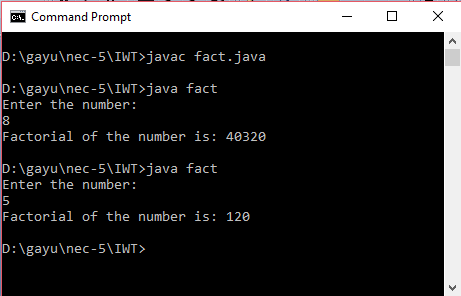 Command Prompt
D:\gayu\nec-5\IWT>javac fact.java
D:\gayu\nec-5\IWT>java fact
Enter the number:
8
Factorial of the number is: 40320
D:\gayu\nec-5\IWT>java fact
Enter the number:
5
Factorial of the number is: 120
D:\gayu\nec-5\IWT>